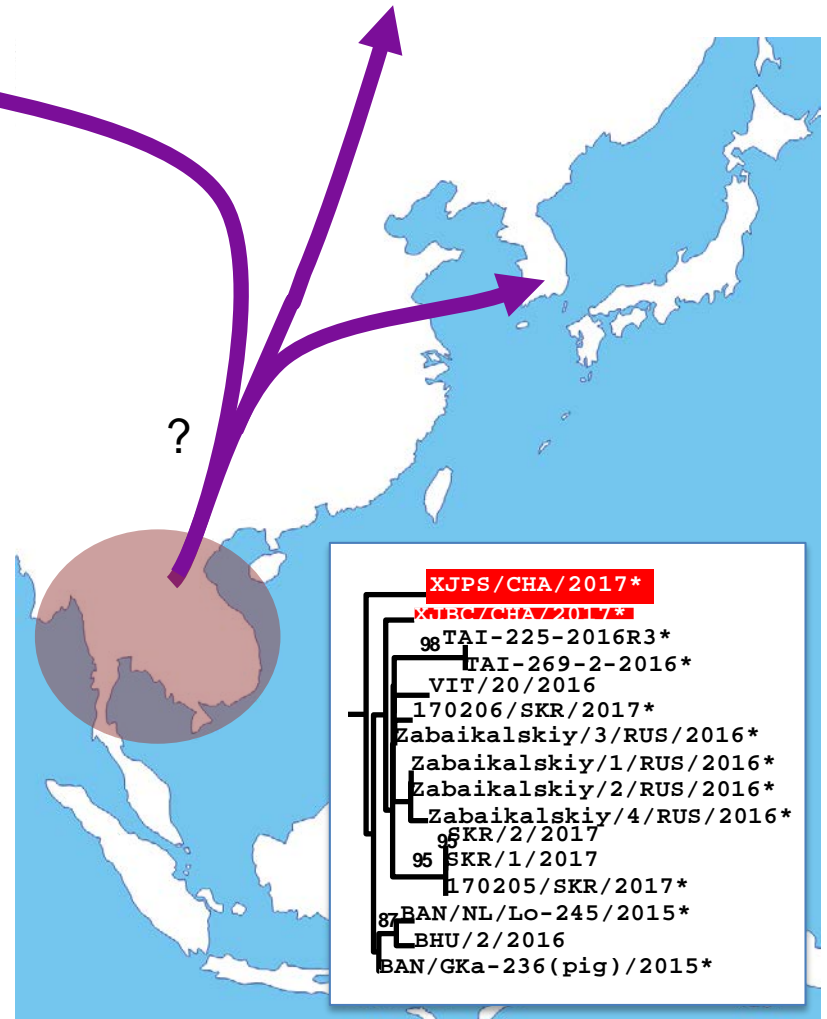 ?
XJPS/CHA/2017*
XJBC/CHA/2017*
98
TAI-225-2016R3*
TAI-269-2-2016*
VIT/20/2016
170206/SKR/2017*
Zabaikalskiy/3/RUS/2016*
Zabaikalskiy/1/RUS/2016*
Zabaikalskiy/2/RUS/2016*
Zabaikalskiy/4/RUS/2016*
SKR/2/2017
95
95
SKR/1/2017
170205/SKR/2017*
87
BAN/NL/Lo-245/2015*
BHU/2/2016
BAN/GKa-236(pig)/2015*